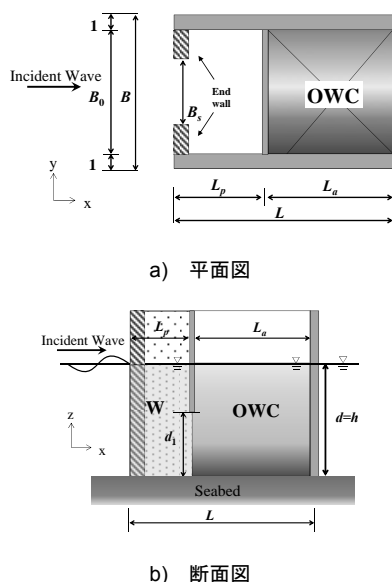 1
Incident Wave
B₀
B
Bₛ
End
wall
OWC
1
y
x
Lₚ
Lₐ
L
a) 平面図
Lₚ
Lₐ
Incident Wave
W
OWC
d=h
z
d₁
x
Seabed
L
b) 断面図